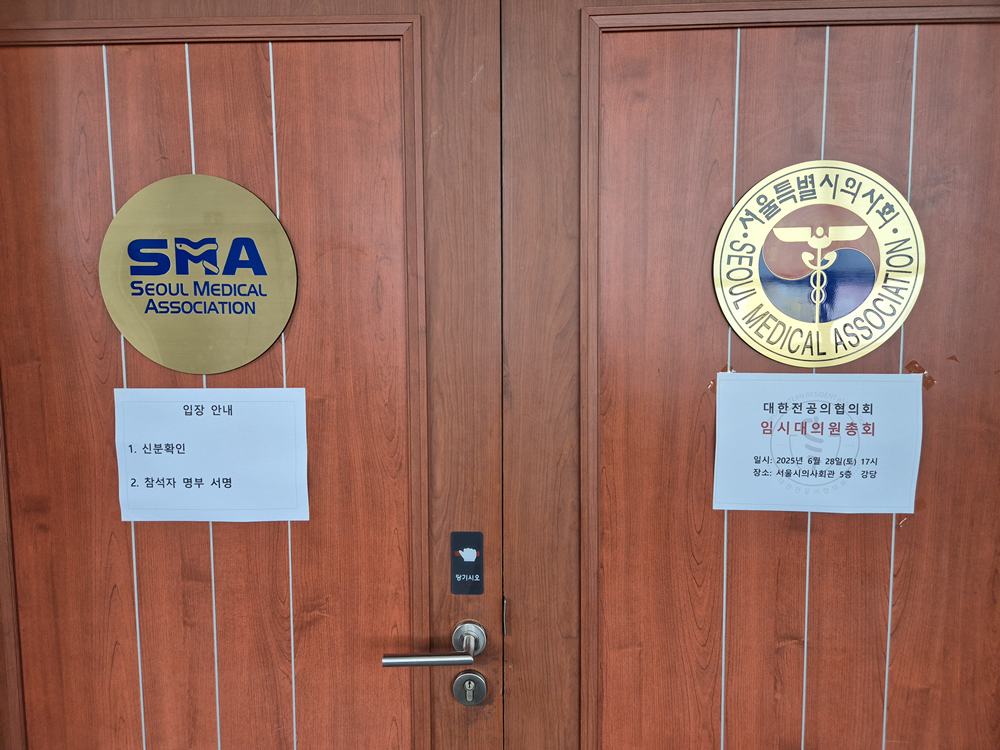 SMA
SEOUL MEDICAL
ASSOCIATION
입장 안내
1. 신분확인
2. 참석자 명부 서명
당기시오
서울특별시의사회
SEOUL MEDICAL ASSOCIATION
대한전공의협의회
임시대의원총회
일시: 2025년 6월 28일(토) 17시
장소: 서울시의사회관 5층 강당